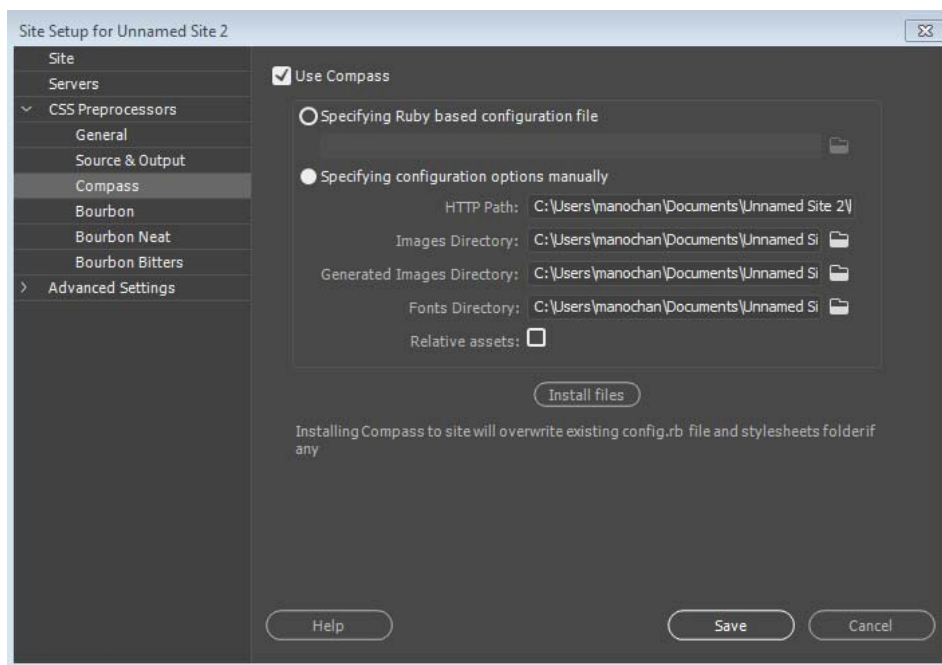 Site Setup for Unnamed Site 2
Site
Servers
CSS Preprocessors
General
Source & Output
Compass
Bourbon
Bourbon Neat
Bourbon Bitters
Advanced Settings
Use Compass
Specifying Ruby based configuration file
Specifying configuration options manually
HTTP Path: C:\Users\manochan\Documents\Unnamed Site 2\
Images Directory: C:\Users\manochan\Documents\Unnamed Si
Generated Images Directory: C:\Users\manochan\Documents\Unnamed Si
Fonts Directory: C:\Users\manochan\Documents\Unnamed Si
Relative assets:
Install files
Installing Compass to site will overwrite existing config.rb file and stylesheets folder if
any
Help
Save
Cancel